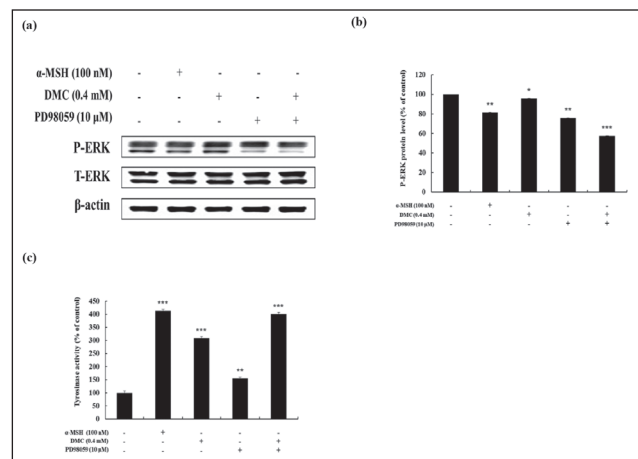 (a)
α-MSH (100 nM) - + - - -
DMC (0.4 mM) - - + - +
PD98059 (10 μM) - - - + +
P-ERK
T-ERK
β-actin
(b)
P-ERK protein level (% of control)
120
100
80
60
40
20
0
**
*
**
***
α-MSH (100 nM) - + - - -
DMC (0.4 mM) - - + - +
PD98059 (10 μM) - - - + +
(c)
Tyrosinase activity (% of control)
450
400
350
300
250
200
150
100
50
0
***
***
**
***
α-MSH (100 nM) - + - - -
DMC (0.4 mM) - - + - +
PD98059 (10 μM) - - - + +